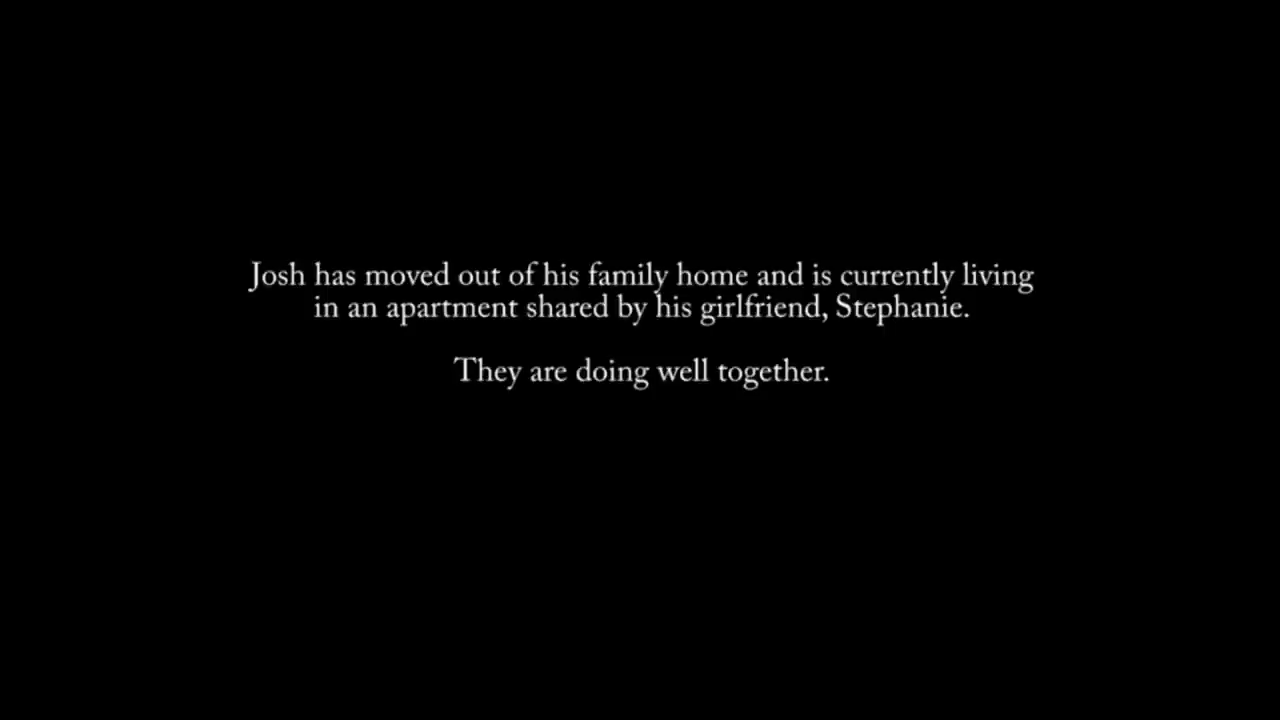 Josh has moved out of his family home and is currently living
in an apartment shared by his girlfriend, Stephanie.
They are doing well together.